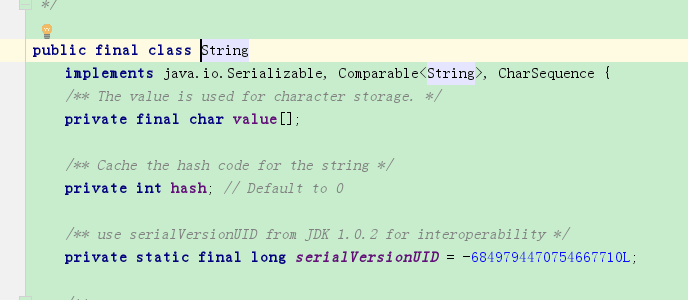 */
public final class String
implements java.io.Serializable, Comparable<String>, CharSequence {
/** The value is used for character storage. */
private final char value[];
/** Cache the hash code for the string */
private int hash; // Default to 0
/** use serialVersionUID from JDK 1.0.2 for interoperability */
private static final long serialVersionUID = -6849794470754667710L;